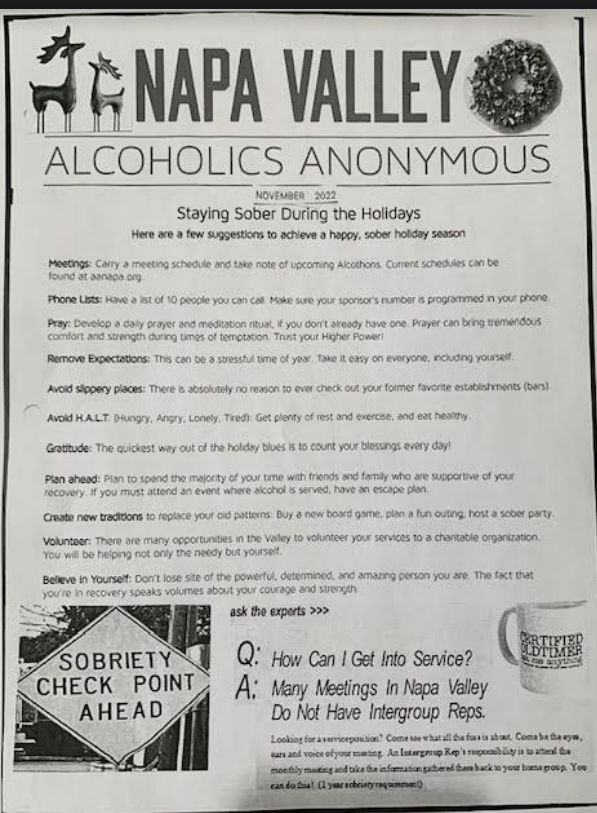 NAPA VALLEY
ALCOHOLICS ANONYMOUS
NOVEMBER 2022
Staying Sober During the Holidays
Here are a few suggestions to achieve a happy, sober holiday season
Meetings: Carry a meeting schedule and take note of upcoming Alcothons. Current schedules can be
found at aanapa.org.
Phone Lists: Have a list of 10 people you can call. Make sure your sponsor's number is programmed in your phone.
Pray: Develop a daily prayer and meditation ritual, if you don't already have one. Prayer can bring tremendous
comfort and strength during times of temptation. Trust your Higher Power!
Remove Expectations: This can be a stressful time of year. Take it easy on everyone, including yourself.
Avoid slippery places: There is absolutely no reason to ever check out your former favorite establishments (bars).
Avoid H.A.L.T. (Hungry, Angry, Lonely, Tired): Get plenty of rest and exercise, and eat healthy.
Gratitude: The quickest way out of the holiday blues is to count your blessings every day!
Plan ahead: Plan to spend the majority of your time with friends and family who are supportive of your
recovery. If you must attend an event where alcohol is served, have an escape plan.
Create new traditions to replace your old patterns: Buy a new board game, plan a fun outing, host a sober party.
Volunteer: There are many opportunities in the Valley to volunteer your services to a charitable organization.
You will be helping not only the needy but yourself.
Believe in Yourself: Don't lose site of the powerful, determined, and amazing person you are. The fact that
you're in recovery speaks volumes about your courage and strength.
SOBRIETY
CHECK POINT
AHEAD
ask the experts >>>
Q: How Can I Get Into Service?
A: Many Meetings In Napa Valley
Do Not Have Intergroup Reps.
CERTIFIED
OLDTIMER
ask me anything
Looking for a service position? Come see what all the fuss is about. Come be the eyes,
ears and voice of your meeting. An Intergroup Rep's responsibility is to attend the
monthly meeting and take the information gathered there back to your home group. You
can do this! (1 year sobriety requirement)